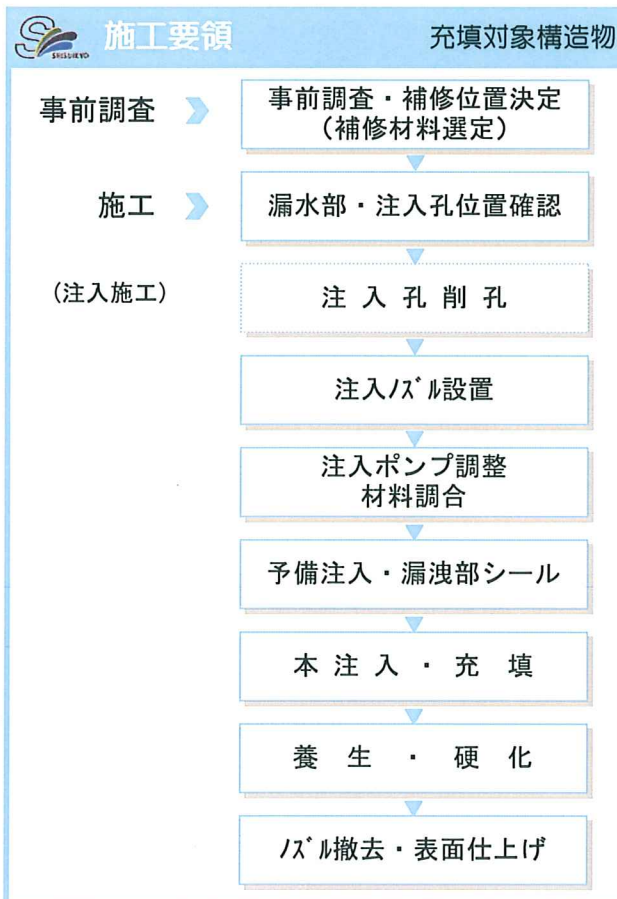 施工要領
充填対象構造物
事前調査
事前調査・補修位置決定
(補修材料選定)
施工
漏水部・注入孔位置確認
(注入施工)
注入孔削孔
注入ﾉｽﾞﾙ設置
注入ポンプ調整
材料調合
予備注入・漏洩部シール
本注入・充填
養生・硬化
ﾉｽﾞﾙ撤去・表面仕上げ